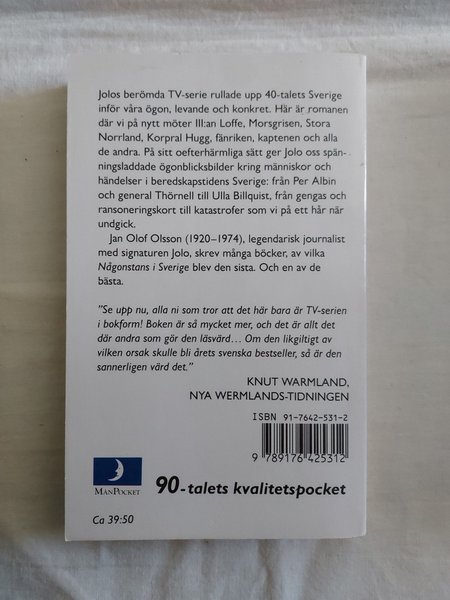 Jolos berömda TV-serie rullade upp 40-talets Sverige
inför våra ögon, levande och konkret. Här är romanen
där vi på nytt möter III:an Loffe, Morsgrisen, Stora
Norrland, Korpral Hugg, fänriken, kaptenen och alla
de andra. På sitt oefterhärmliga sätt ger Jolo oss spän-
ningsladdade ögonblicksbilder kring människor och
händelser i beredskapstidens Sverige: från Per Albin
och general Thörnell till Ulla Billquist, från gengas och
ransoneringskort till katastrofer som vi på ett hår när
undgick.
Jan Olof Olsson (1920–1974), legendarisk journalist
med signaturen Jolo, skrev många böcker, av vilka
Någonstans i Sverige blev den sista. Och en av de
bästa.
"Se upp nu, alla ni som tror att det här bara är TV-serien
i bokform! Boken är så mycket mer, och det är allt det
där andra som gör den läsvärd... Om den likgiltigt av
vilken orsak skulle bli årets svenska bestseller, så är den
sannerligen värd det."
KNUT WARMLAND,
NYA WERMLANDS-TIDNINGEN
ISBN 91-7642-531-2
9 789176 425312
MånPocket
90-talets kvalitetspocket
Ca 39:50